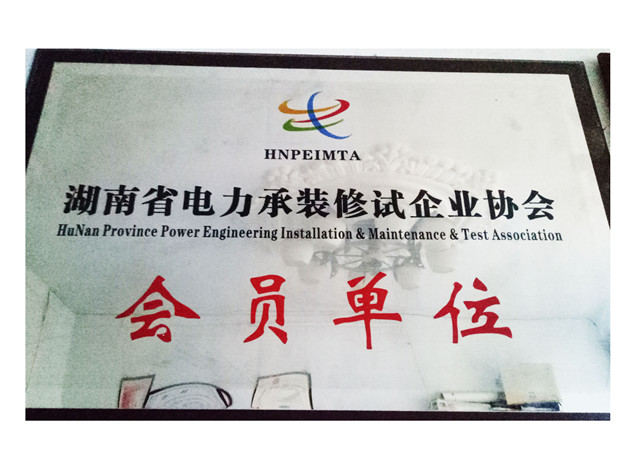 HNPEIMTA
湖南省电力承装修试企业协会
HuNan Province Power Engineering Installation & Maintenance & Test Association
会员单位